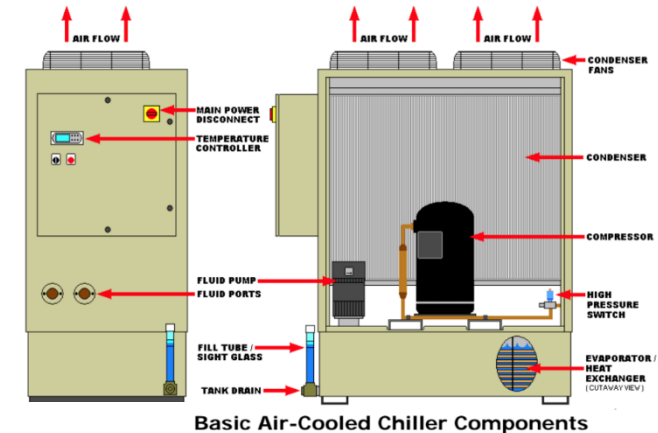 AIR FLOW
AIR FLOW
AIR FLOW
CONDENSER
FANS
MAIN POWER
DISCONNECT
TEMPERATURE
CONTROLLER
CONDENSER
COMPRESSOR
FLUID PUMP
FLUID PORTS
HIGH
PRESSURE
SWITCH
FILL TUBE /
SIGHT GLASS
TANK DRAIN
EVAPORATOR /
HEAT
EXCHANGER
(CUTAWAY VIEW)
Basic Air-Cooled Chiller Components